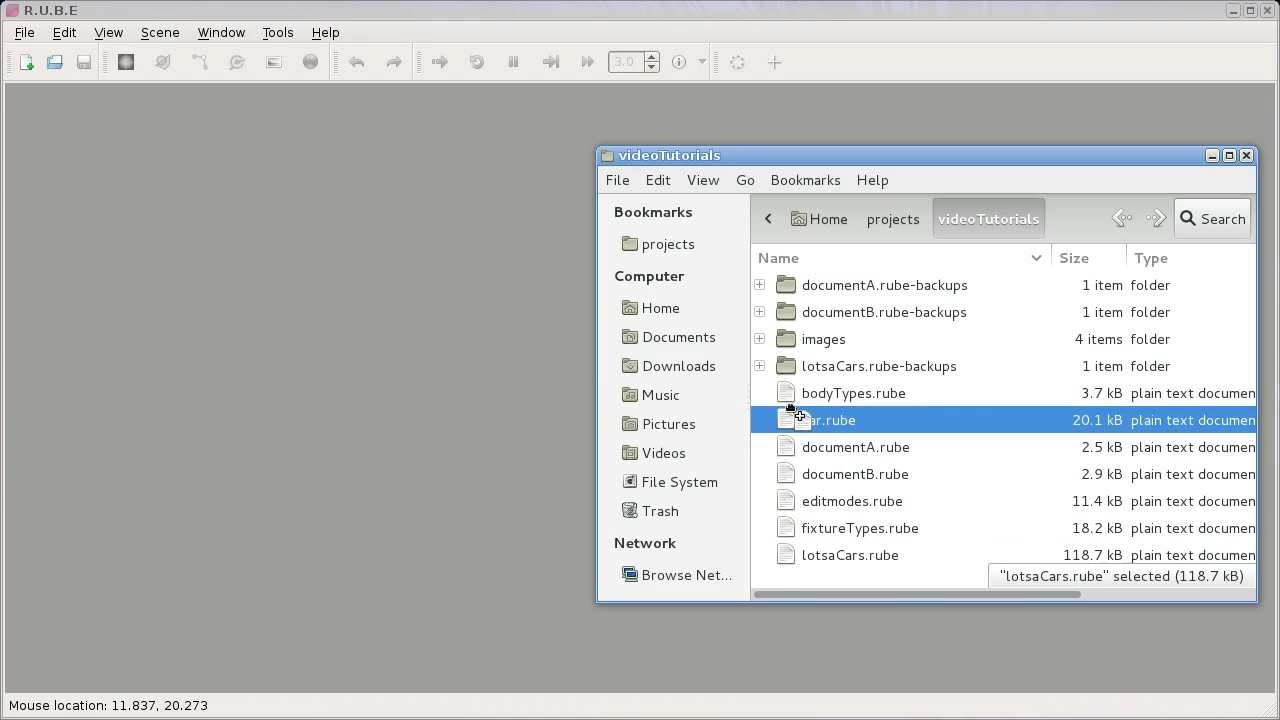 R.U.B.E
File Edit View Scene Window Tools Help
3.0
videoTutorials
File Edit View Go Bookmarks Help
Bookmarks
projects
Computer
Home
Documents
Downloads
Music
Pictures
Videos
File System
Trash
Network
Browse Net...
Home projects videoTutorials Search
Name Size Type
documentA.rube-backups 1 item folder
documentB.rube-backups 1 item folder
images 4 items folder
lotsaCars.rube-backups 1 item folder
bodyTypes.rube 3.7 kB plain text documen
ar.rube 20.1 kB plain text documen
documentA.rube 2.5 kB plain text documen
documentB.rube 2.9 kB plain text documen
editmodes.rube 11.4 kB plain text documen
fixtureTypes.rube 18.2 kB plain text documen
lotsaCars.rube 118.7 kB plain text documen
"lotsaCars.rube" selected (118.7 kB)
Mouse location: 11.837, 20.273